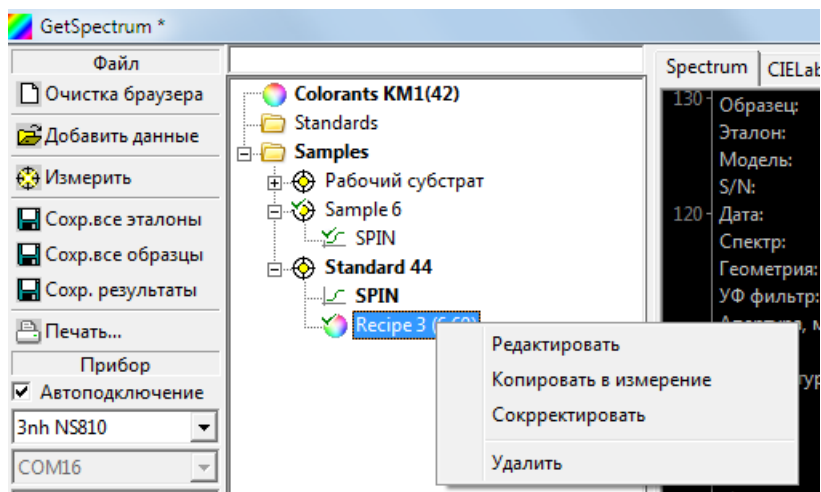 GetSpectrum *
Файл
Очистка браузера
Добавить данные
Измерить
Сохр.все эталоны
Сохр.все образцы
Сохр. результаты
Печать...
Прибор
Автоподключение
3nh NS810
COM16
Colorants KM1(42)
Standards
Samples
Рабочий субстрат
Sample 6
SPIN
Standard 44
SPIN
Recipe 3
Редактировать
Копировать в измерение
Сокрректировать
Удалить
Spectrum
CIELab
130
Образец:
Эталон:
Модель:
S/N:
120
Дата:
Спектр:
Геометрия:
УФ фильтр: